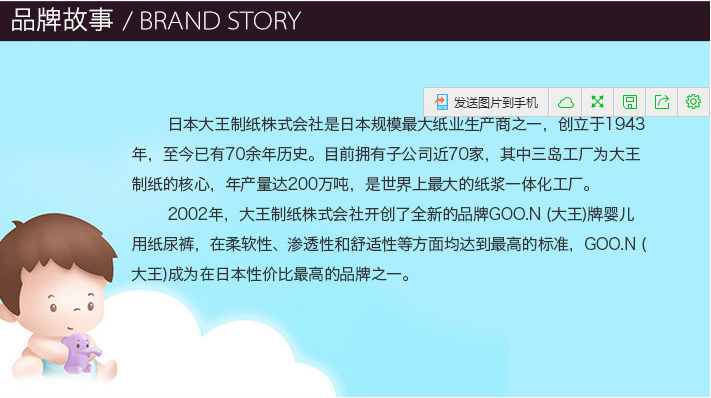 品牌故事 / BRAND STORY
发送图片到手机
日本大王制纸株式会社是日本规模最大纸业生产商之一，创立于1943
年，至今已有70余年历史。目前拥有子公司近70家，其中三岛工厂为大王
制纸的核心，年产量达200万吨，是世界上最大的纸浆一体化工厂。
2002年，大王制纸株式会社开创了全新的品牌GOO.N (大王)牌婴儿
用纸尿裤，在柔软性、渗透性和舒适性等方面均达到最高的标准，GOO.N (
大王)成为在日本性价比最高的品牌之一。